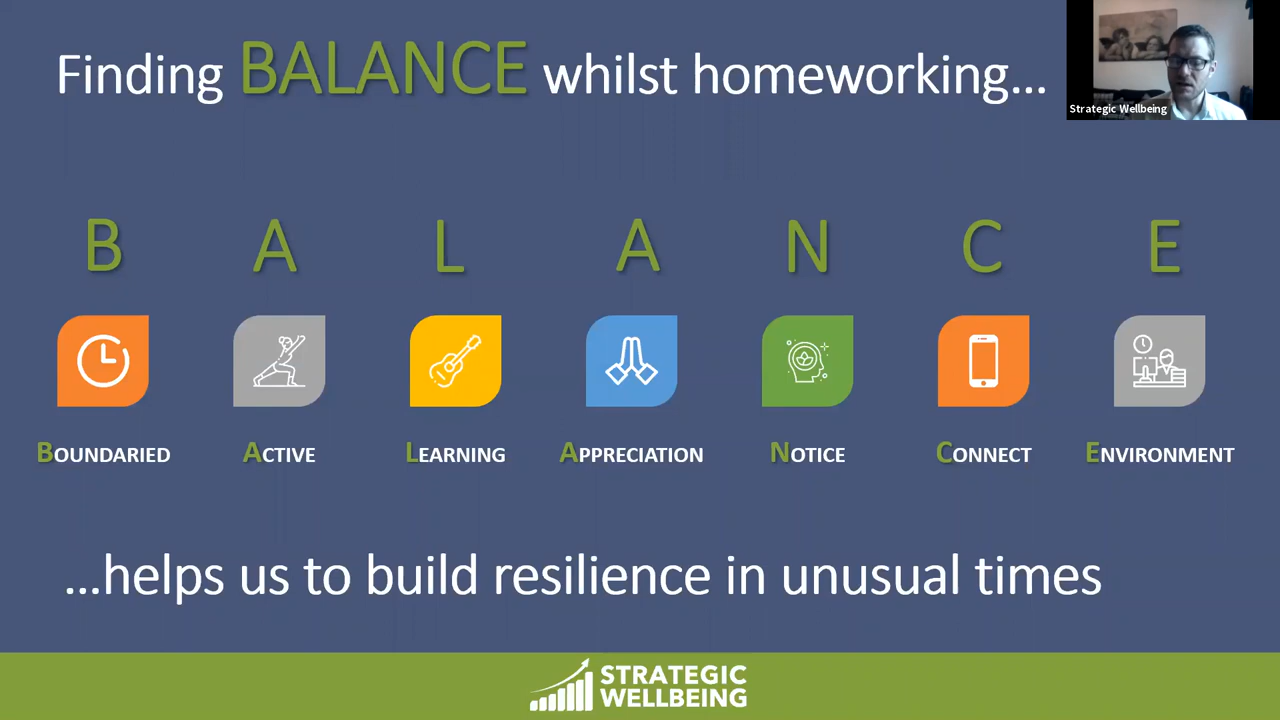 Finding BALANCE whilst homeworking...
Strategic Wellbeing
B A L A N C E
BOUNDARIED ACTIVE LEARNING APPRECIATION NOTICE CONNECT ENVIRONMENT
...helps us to build resilience in unusual times
STRATEGIC
WELLBEING